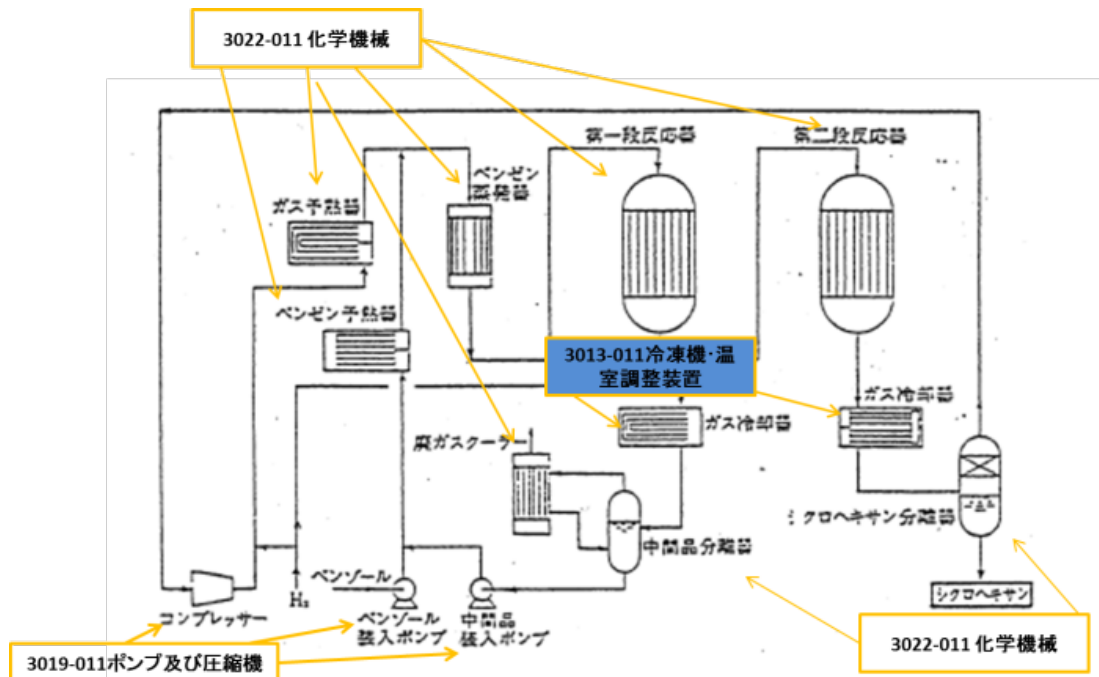 3022-011 化学機械
第一段反応器
第二段反応器
ベンゼン
蒸発器
ガス予熱器
ベンゼン予熱器
3013-011冷凍機・温
室調整装置
ガス冷却器
ガス冷却器
廃ガスクーラー
シクロヘキサン分離器
中間品分離器
ベンゾール
H₂
シクロヘキサン
コンプレッサー
ベンゾール
装入ポンプ
中間品
装入ポンプ
3022-011 化学機械
3019-011ポンプ及び圧縮機